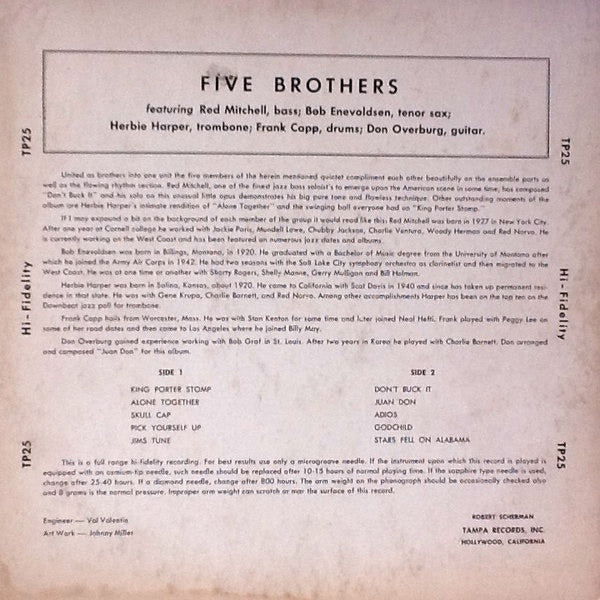 FIVE BROTHERS
featuring Red Mitchell, bass; Bob Enevoldsen, tenor sax;
Herbie Harper, trombone; Frank Capp, drums; Don Overburg, guitar.
TP25
TP25
United as brothers into one unit the five members of the herein mentioned quintet compliment each other beautifully on the ensemble parts as
well as the flowing rhythm section. Red Mitchell, one of the fined jazz bass soloist's to emerge upon the American scene in some time, has composed
"Don't Buck It" and his solo on this unusual little opus demonstrates his big pure tone and flawless technique. Other outstanding moments of the
album are Herbie Harper's intimate rendition of "Alone Together" and the swinging ball everyone had on "King Porter Stomp."
If I may expound a bit on the background of each member of the group it would read like this: Red Mitchell was born in 1927 in New York City.
After one year at Cornell college he worked with Jackie Paris, Mundell Lowe, Chubby Jackson, Charlie Ventura, Woody Herman and Red Norvo. He
is currently working on the West Coast and has been featured on numerous jazz dates and albums.
Bob Enevoldsen was born in Billings, Montana, in 1920. He graduated with a Bachelor of Music degree from the University of Montana after
which he joined the Army Air Corps in 1942. He had two seasons with the Salt Lake City symphony orchestra as clarinetist and then migrated to the
West Coast. He was at one time or another with Shorty Rogers, Shelly Manne, Gerry Mulligan and Bill Holman.
Hi-Fidelity
Hi-Fidelity
Herbie Harper was born in Salina, Kansas, about 1920. He came to California with Scat Davis in 1940 and since has taken up permanent resi-
dence in that state. He was with Gene Krupa, Charlie Barnett, and Red Norvo. Among other accomplishments Harper has been on the top ten on the
Downbeat jazz poll for trombone.
Frank Capp hails from Worcester, Mass. He was with Stan Kenton for some time and later joined Neal Hefti. Frank played with Peggy Lee on
some of her road dates and then came to Los Angeles where he joined Billy May.
Don Overburg gained experience working with Bob Graf in St. Louis. After two years in Korea he played with Charlie Barnett. Don arranged
and composed "Juan Don" for this album.
SIDE 1
KING PORTER STOMP
ALONE TOGETHER
SKULL CAP
PICK YOURSELF UP
JIMS TUNE
SIDE 2
DON'T BUCK IT
JUAN DON
ADIOS
GODCHILD
STARS FELL ON ALABAMA
TP25
TP25
This is a full range hi-fidelity recording. For best results use only a microgroove needle. If the instrument upon which this record is played is
equipped with an osmium-tip needle, such needle should be replaced after 10-15 hours of normal playing time. If the sapphire type needle is used,
change after 25-40 hours. If a diamond needle, change after 800 hours. The arm weight on the phonograph should be occasionally checked also
and 8 grams is the normal pressure. Improper arm weight can scratch or mar the surface of this record.
Engineer — Val Valentin
Art Work — Johnny Miller
ROBERT SCHERMAN
TAMPA RECORDS, INC.
HOLLYWOOD, CALIFORNIA